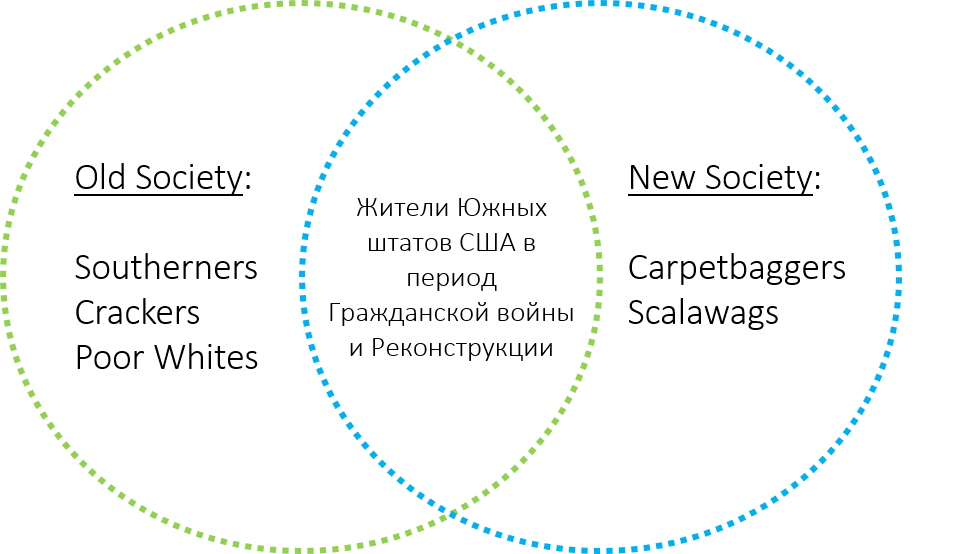 Old Society:
Southerners
Crackers
Poor Whites
Жители Южных
штатов США в
период
Гражданской войны
и Реконструкции
New Society:
Carpetbaggers
Scalawags